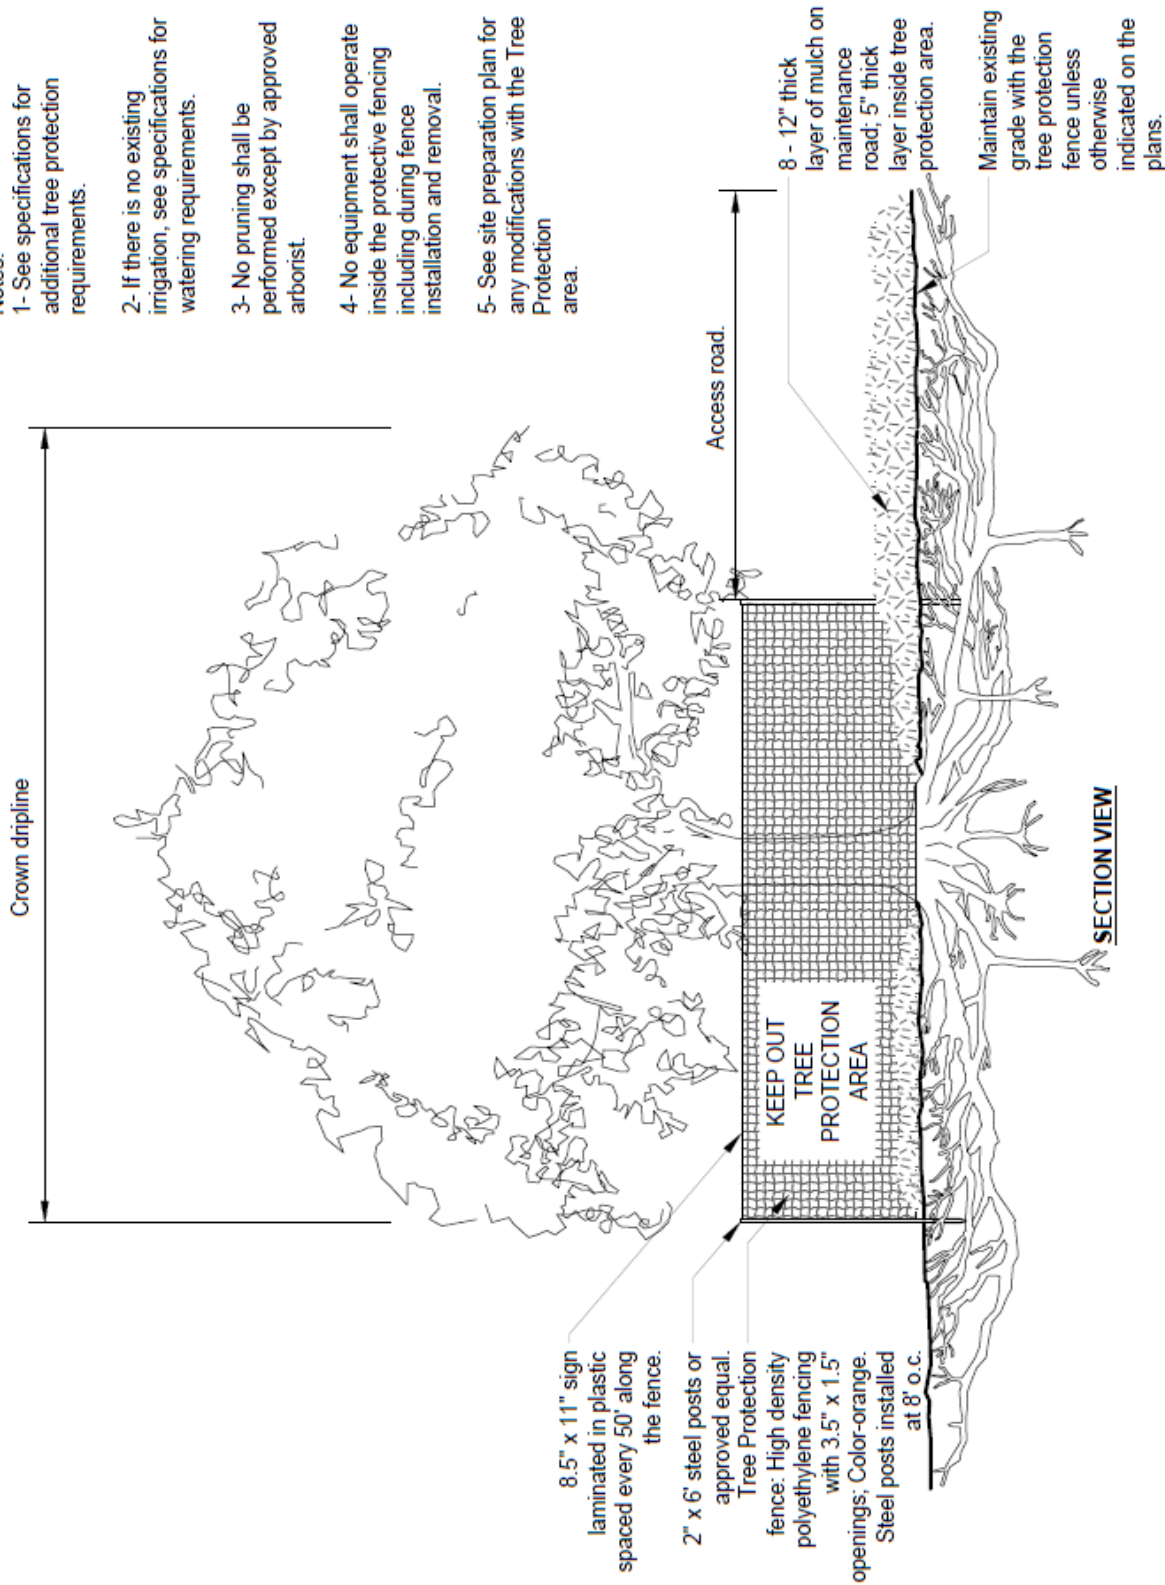 Crown dripline
1- See specifications for
additional tree protection
requirements.
2- If there is no existing
irrigation, see specifications for
watering requirements.
3- No pruning shall be
performed except by approved
arborist.
4- No equipment shall operate
inside the protective fencing
including during fence
installation and removal.
5- See site preparation plan for
any modifications with the Tree
Protection
area.
8.5" x 11" sign
laminated in plastic
spaced every 50' along
the fence.
2" x 6' steel posts or
approved equal.
Tree Protection
fence: High density
polyethylene fencing
with 3.5" x 1.5"
openings; Color-orange.
Steel posts installed
at 8' o.c.
KEEP OUT
TREE
PROTECTION
AREA
Access road.
8 - 12" thick
layer of mulch on
maintenance
road; 5" thick
layer inside tree
protection area.
Maintain existing
grade with the
tree protection
fence unless
otherwise
indicated on the
plans.
SECTION VIEW